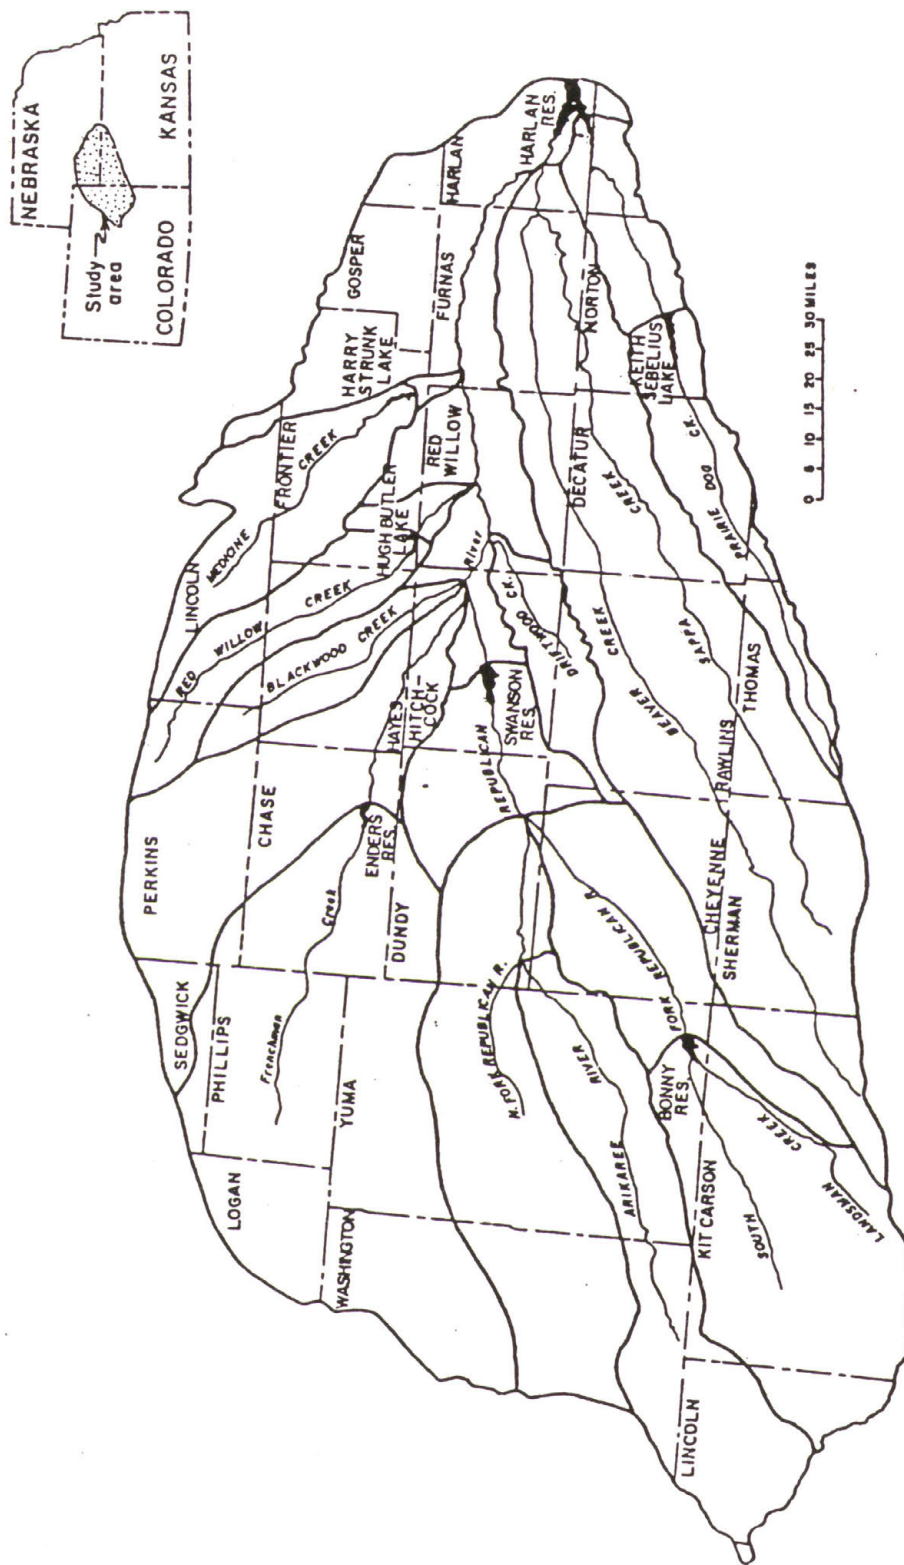 NEBRASKA
KANSAS
COLORADO
Study
area
PERKINS
LINCOLN
SEDGWICK
PHILLIPS
CHASE
FRONTIER
GOSPER
LOGAN
YUMA
WASHINGTON
DUNDY
HAYES
HITCH-
COCK
RED
WILLOW
FURNAS
HARLAN
HARRY
STRUNK
LAKE
HUGH BUTLER
LAKE
ENDERS
RES.
SWANSON
RES.
HARLAN
RES.
MEDICINE
CREEK
RED
WILLOW
CREEK
BLACKWOOD CREEK
Frenchman
Creek
REPUBLICAN
River
DRIFTWOOD CK.
N. FORK REPUBLICAN R.
ARIKAREE
RIVER
SOUTH
FORK
REPUBLICAN R
BEAVER
CREEK
SAPPA
CREEK
PRAIRIE DOG
CK.
LANDSMAN
CREEK
BONNY
RES.
KEITH
SEBELIUS
LAKE
LINCOLN
KIT CARSON
CHEYENNE
SHERMAN
RAWLINS
THOMAS
DECATUR
NORTON
0 5 10 15 20 25 30 MILES